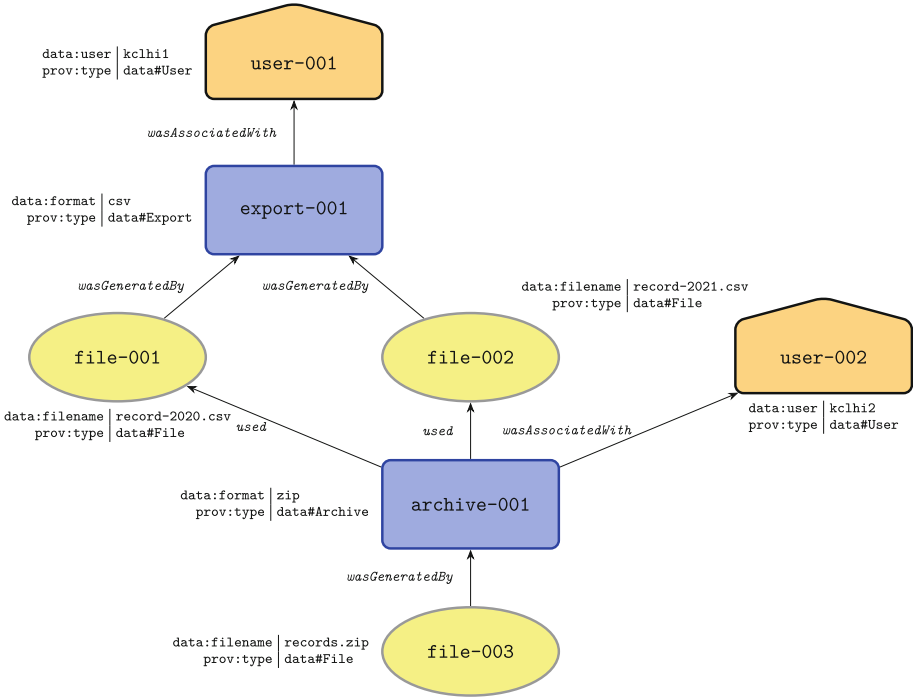 data:user kclhi1
prov:type data#User
user-001
wasAssociatedWith
data:format csv
prov:type data#Export
export-001
wasGeneratedBy
wasGeneratedBy
data:filename record-2021.csv
prov:type data#File
file-001
file-002
user-002
data:filename record-2020.csv
prov:type data#File
used
used
wasAssociatedWith
data:user kclhi2
prov:type data#User
data:format zip
prov:type data#Archive
archive-001
wasGeneratedBy
data:filename records.zip
prov:type data#File
file-003